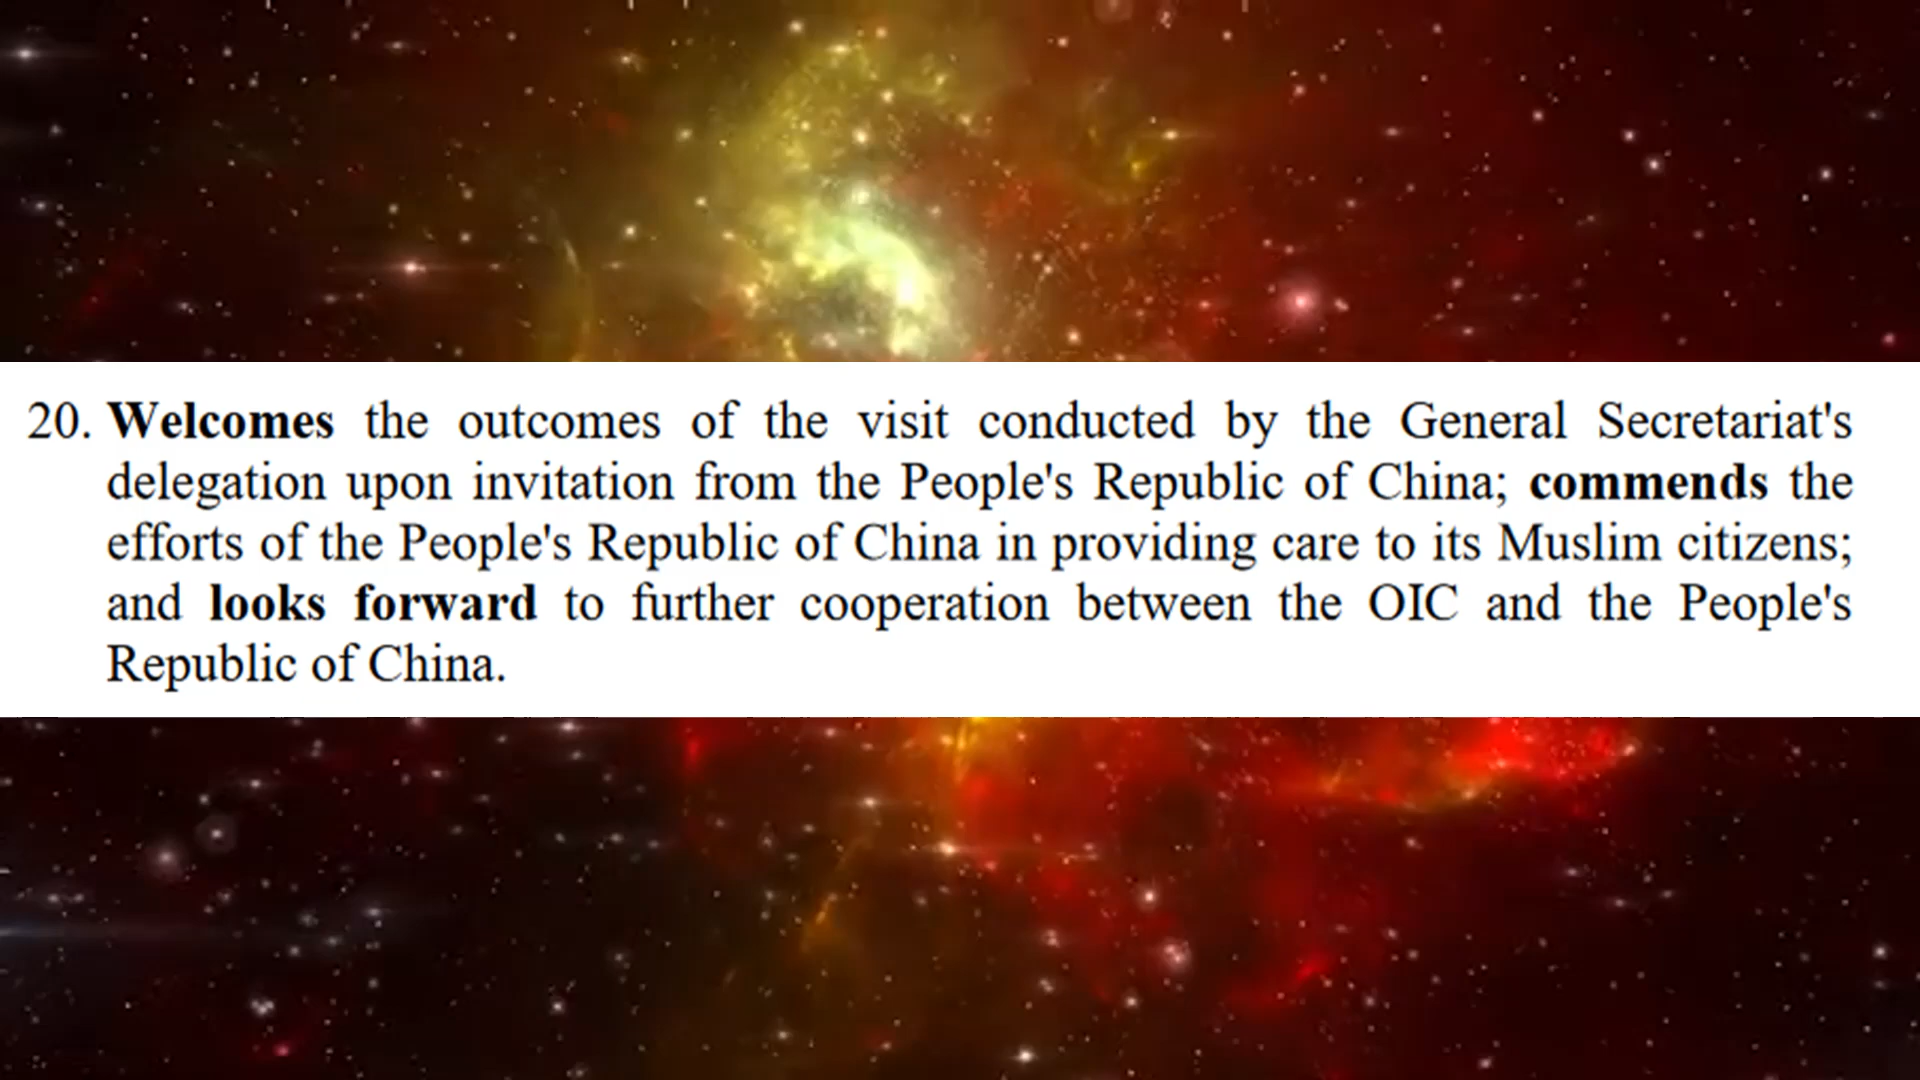 20. Welcomes the outcomes of the visit conducted by the General Secretariat's
delegation upon invitation from the People's Republic of China; commends the
efforts of the People's Republic of China in providing care to its Muslim citizens;
and looks forward to further cooperation between the OIC and the People's
Republic of China.